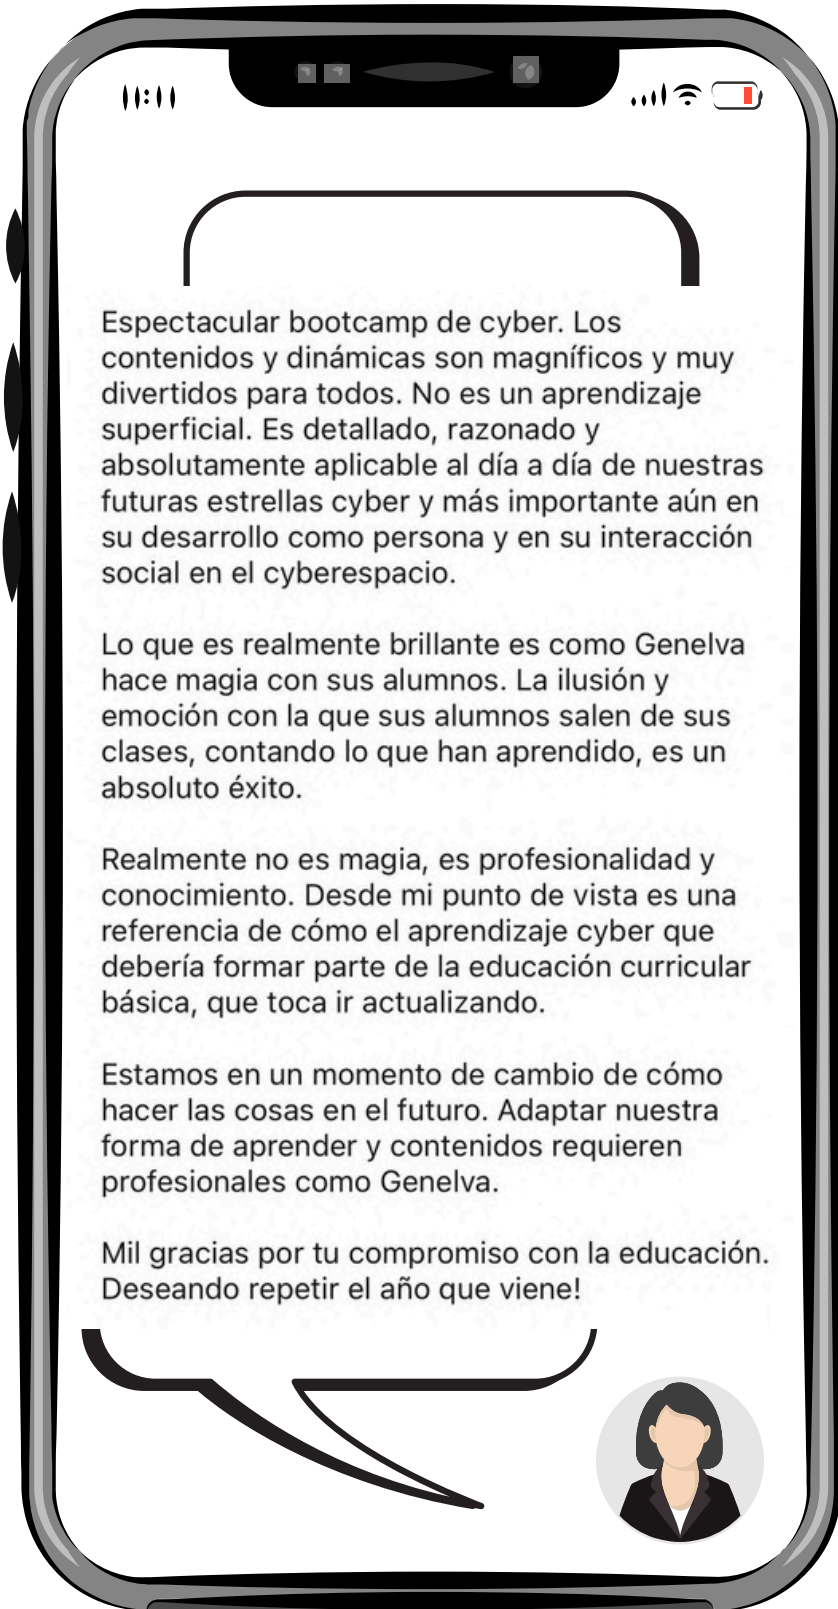 11:11
Espectacular bootcamp de cyber. Los
contenidos y dinámicas son magníficos y muy
divertidos para todos. No es un aprendizaje
superficial. Es detallado, razonado y
absolutamente aplicable al día a día de nuestras
futuras estrellas cyber y más importante aún en
su desarrollo como persona y en su interacción
social en el cyberespacio.
Lo que es realmente brillante es como Genelva
hace magia con sus alumnos. La ilusión y
emoción con la que sus alumnos salen de sus
clases, contando lo que han aprendido, es un
absoluto éxito.
Realmente no es magia, es profesionalidad y
conocimiento. Desde mi punto de vista es una
referencia de cómo el aprendizaje cyber que
debería formar parte de la educación curricular
básica, que toca ir actualizando.
Estamos en un momento de cambio de cómo
hacer las cosas en el futuro. Adaptar nuestra
forma de aprender y contenidos requieren
profesionales como Genelva.
Mil gracias por tu compromiso con la educación.
Deseando repetir el año que viene!